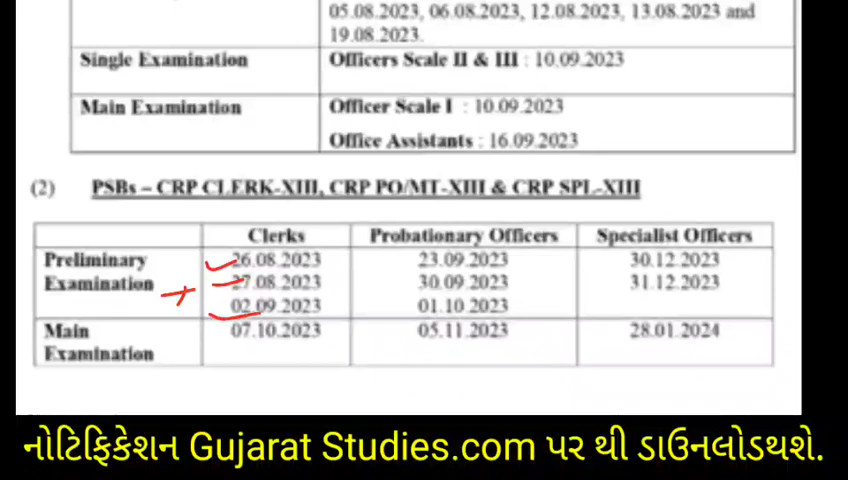 05.08.2023, 06.08.2023, 12.08.2023, 13.08.2023 and
19.08.2023.
Single Examination Officers Scale II & III : 10.09.2023
Main Examination Officer Scale I : 10.09.2023
Office Assistants : 16.09.2023
(2) PSBs – CRP CLERK-XIII, CRP PO/MT-XIII & CRP SPL-XIII
Clerks Probationary Officers Specialist Officers
Preliminary 26.08.2023 23.09.2023 30.12.2023
Examination 27.08.2023 30.09.2023 31.12.2023
02.09.2023 01.10.2023
Main 07.10.2023 05.11.2023 28.01.2024
Examination
નોટિફિકેશન Gujarat Studies.com પર થી ડાઉનલોડથશે.